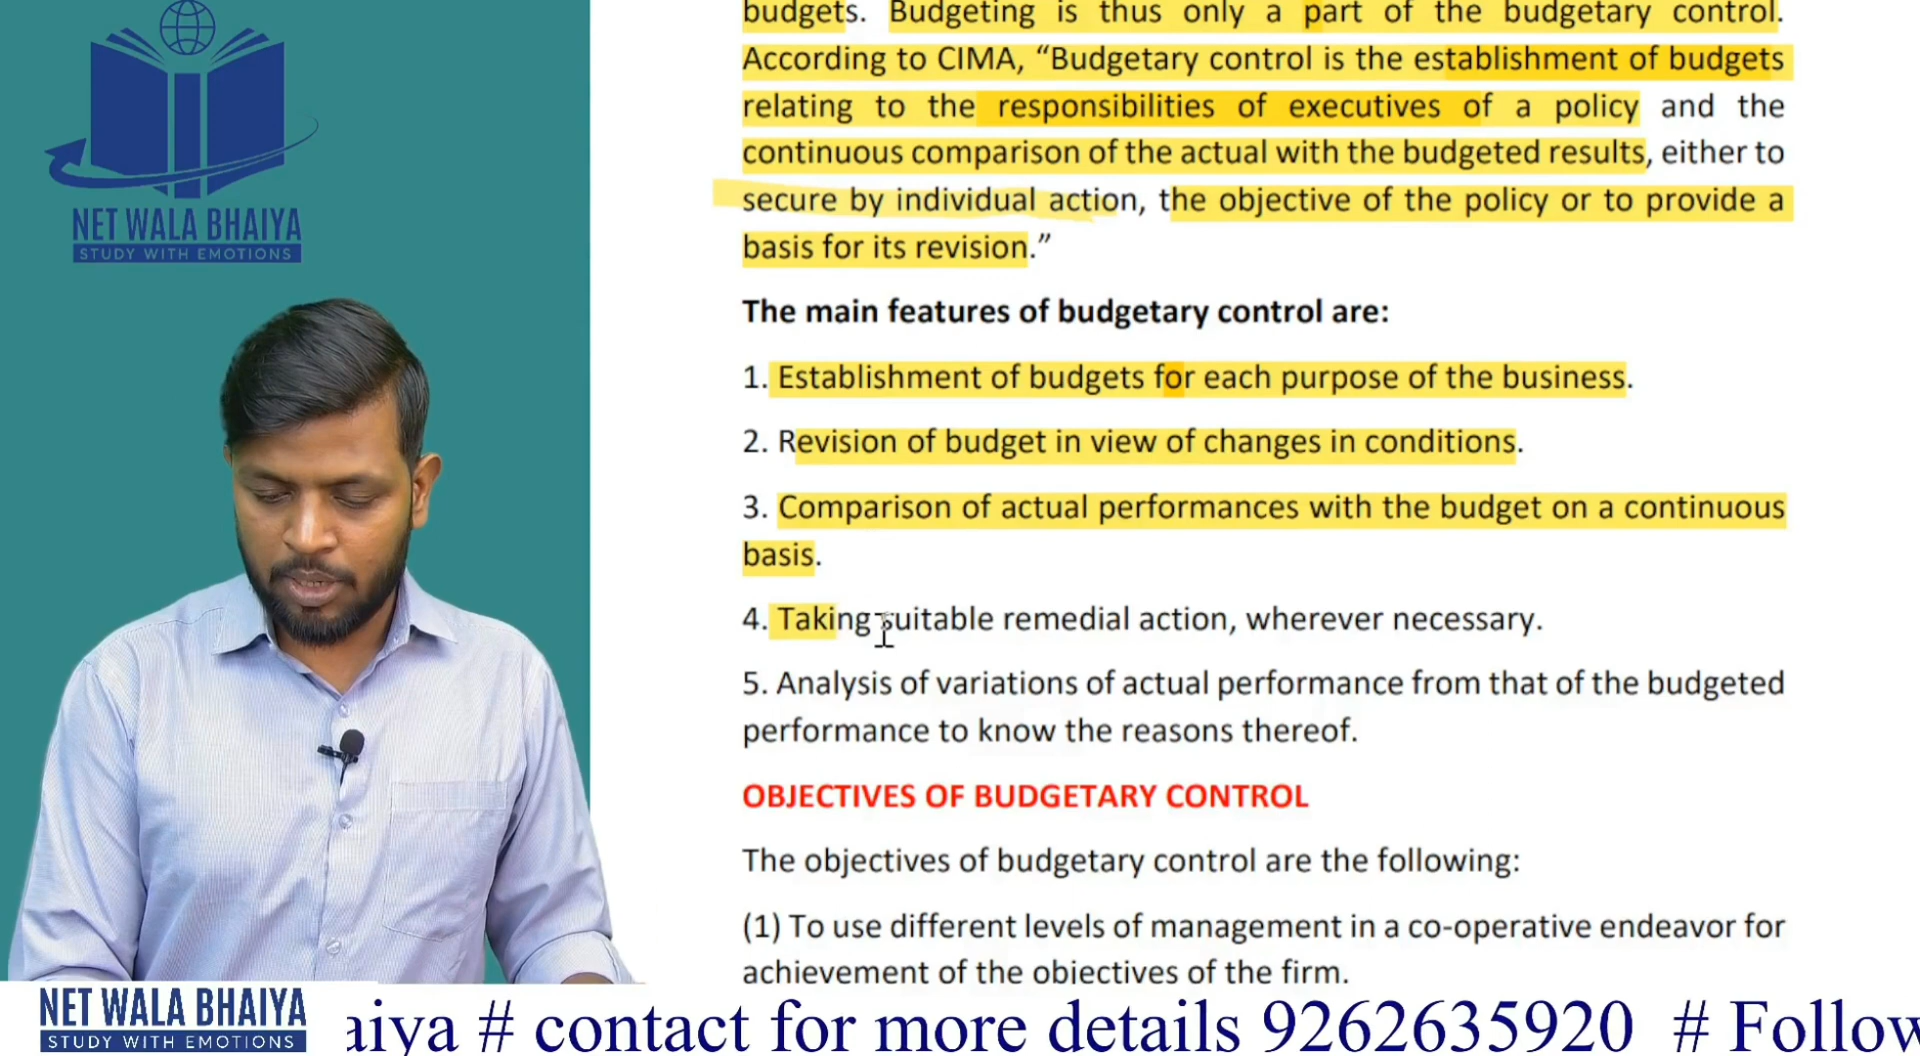 budgets. Budgeting is thus only a part of the budgetary control.
According to CIMA, “Budgetary control is the establishment of budgets
relating to the responsibilities of executives of a policy and the
continuous comparison of the actual with the budgeted results, either to
secure by individual action, the objective of the policy or to provide a
basis for its revision.”
The main features of budgetary control are:
1. Establishment of budgets for each purpose of the business.
2. Revision of budget in view of changes in conditions.
3. Comparison of actual performances with the budget on a continuous
basis.
4. Taking suitable remedial action, wherever necessary.
5. Analysis of variations of actual performance from that of the budgeted
performance to know the reasons thereof.
OBJECTIVES OF BUDGETARY CONTROL
The objectives of budgetary control are the following:
(1) To use different levels of management in a co-operative endeavor for
achievement of the objectives of the firm.
NET WALA BHAIYA
STUDY WITH EMOTIONS
NET WALA BHAIYA
STUDY WITH EMOTIONS
aiya # contact for more details 9262635920 # Follow